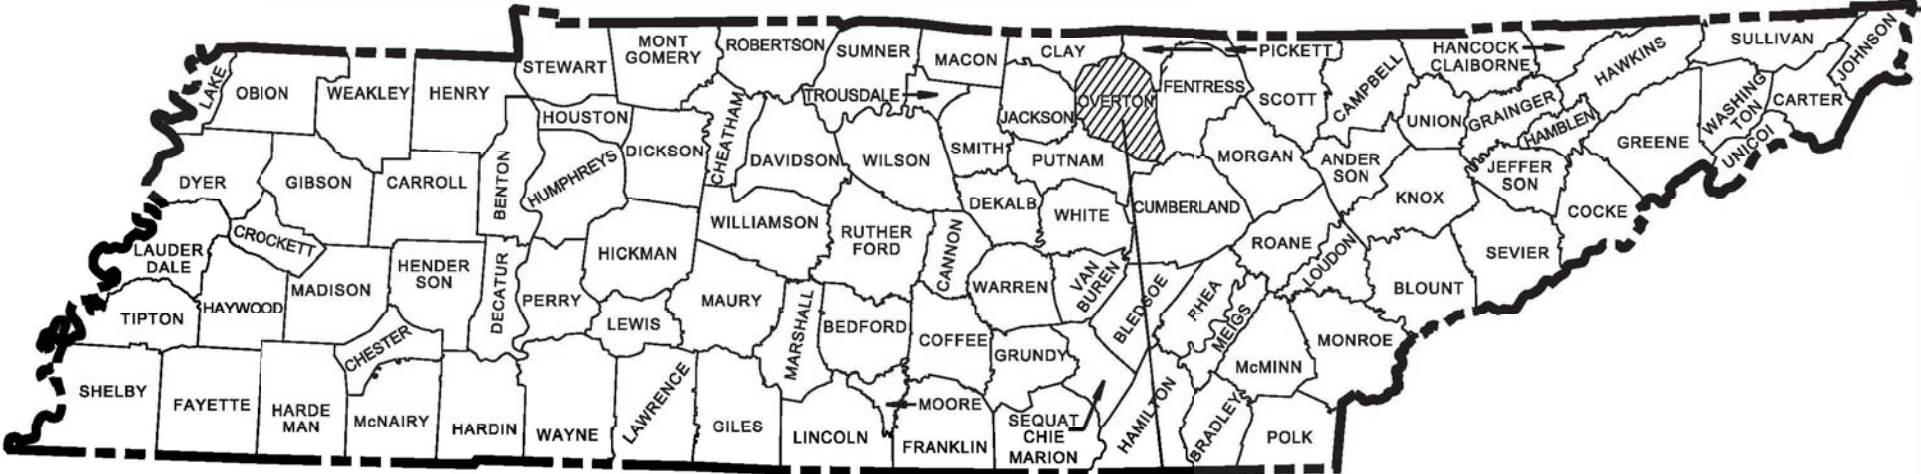 LAKE
OBION
WEAKLEY
HENRY
STEWART
MONT
GOMERY
ROBERTSON
SUMNER
MACON
CLAY
PICKETT
HANCOCK
CLAIBORNE
HAWKINS
SULLIVAN
JOHNSON
HOUSTON
CHEATHAM
TROUSDALE
JACKSON
OVERTON
FENTRESS
SCOTT
CAMPBELL
UNION
GRAINGER
HAMBLEN
WASHING
TON
CARTER
UNICOI
GREENE
DYER
GIBSON
CARROLL
BENTON
HUMPHREYS
DICKSON
DAVIDSON
WILSON
SMITH
PUTNAM
MORGAN
ANDER
SON
KNOX
JEFFER
SON
COCKE
LAUDER
DALE
CROCKETT
HENDER
SON
DECATUR
HICKMAN
WILLIAMSON
RUTHER
FORD
CANNON
DEKALB
WHITE
CUMBERLAND
ROANE
LOUDON
BLOUNT
SEVIER
TIPTON
HAYWOOD
MADISON
CHESTER
PERRY
LEWIS
MAURY
MARSHALL
BEDFORD
COFFEE
WARREN
VAN
BUREN
BLEDSOE
RHEA
MEIGS
McMINN
MONROE
GRUNDY
SHELBY
FAYETTE
HARDE
MAN
McNAIRY
HARDIN
WAYNE
LAWRENCE
GILES
LINCOLN
MOORE
FRANKLIN
SEQUAT
CHIE
MARION
HAMILTON
BRADLEY
POLK